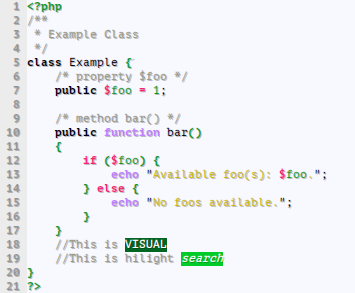 1 <?php
2 /**
3  * Example Class
4  */
5 class Example {
6     /* property $foo */
7     public $foo = 1;
8
9     /* method bar() */
10     public function bar()
11     {
12         if ($foo) {
13             echo "Available foo(s): $foo.";
14         } else {
15             echo "No foos available.";
16         }
17     }
18     //This is VISUAL
19     //This is hilight search
20 }
21 ?>